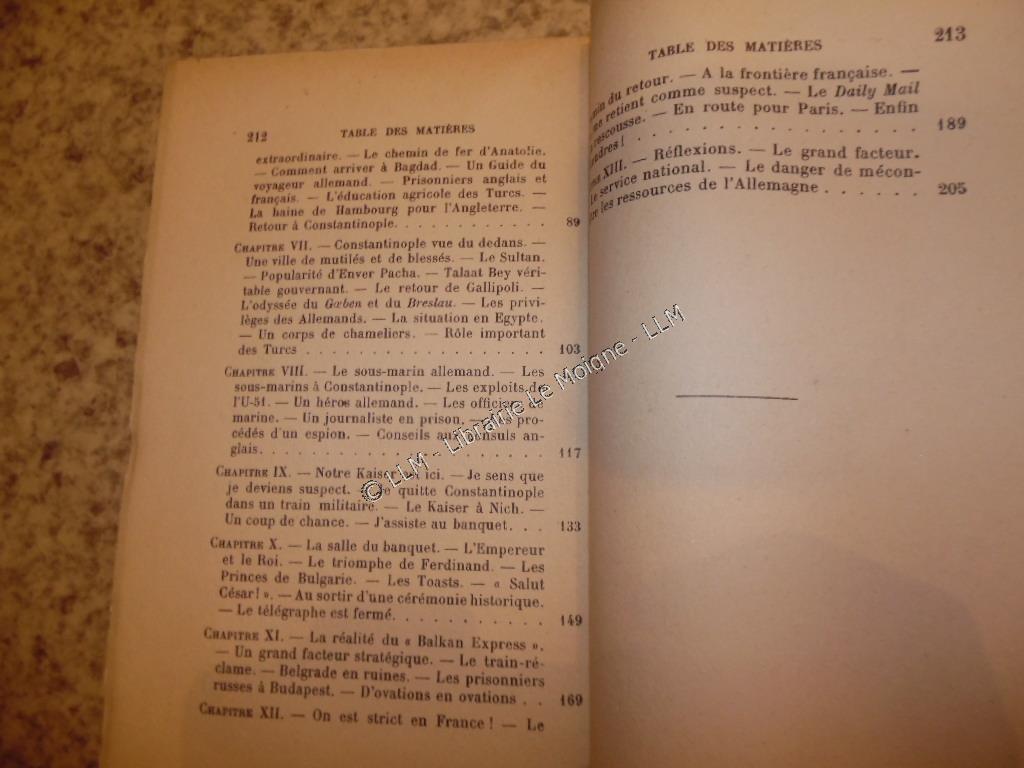 212 TABLE DES MATIÈRES
extraordinaire. — Le chemin de fer d'Anatolie.
— Comment arriver à Bagdad. — Un Guide du
voyageur allemand. — Prisonniers anglais et
français. — L'éducation agricole des Turcs. —
La haine de Hambourg pour l'Angleterre. —
Retour à Constantinople. . . . . . . . . . . . 89
CHAPITRE VII. — Constantinople vue du dedans. —
Une ville de mutilés et de blessés. — Le Sultan.
— Popularité d'Enver Pacha. — Talaat Bey véri-
table gouvernant. — Le retour de Gallipoli. —
L'odyssée du Gœben et du Breslau. — Les privi-
lèges des Allemands. — La situation en Egypte.
— Un corps de chameliers. — Rôle important
des Turcs . . . . . . . . . . . . . . . . 103
CHAPITRE VIII. — Le sous-marin allemand. — Les
sous-marins à Constantinople. — Les exploits de
l'U-51. — Un héros allemand. — Les officiers de
marine. — Un journaliste en prison. — pro-
cédés d'un espion. — Conseils aux consuls an-
glais. . . . . . . . . . . . . . . . . . . 117
CHAPITRE IX. — Notre Kaiser est ici. — Je sens que
je deviens suspect. — Je quitte Constantinople
dans un train militaire. — Le Kaiser à Nich. —
Un coup de chance. — J'assiste au banquet. . . 133
CHAPITRE X. — La salle du banquet. — L'Empereur
et le Roi. — Le triomphe de Ferdinand. — Les
Princes de Bulgarie. — Les Toasts. — « Salut
César! ». — Au sortir d'une cérémonie historique.
— Le télégraphe est fermé. . . . . . . . . . . 149
CHAPITRE XI. — La réalité du « Balkan Express ».
— Un grand facteur stratégique. — Le train-ré-
clame. — Belgrade en ruines. — Les prisonniers
russes à Budapest. — D'ovations en ovations . . 169
CHAPITRE XII. — On est strict en France! — Le
TABLE DES MATIÈRES 213
du retour. — A la frontière française. —
me retient comme suspect. — Le Daily Mail
rescousse. — En route pour Paris. — Enfin
. . . . . . . . . . . . . . . 189
XIII. — Réflexions. — Le grand facteur.
Le service national. — Le danger de mécon-
les ressources de l'Allemagne . . . . . . 205
© LLM - Librairie Le Moigne - LLM